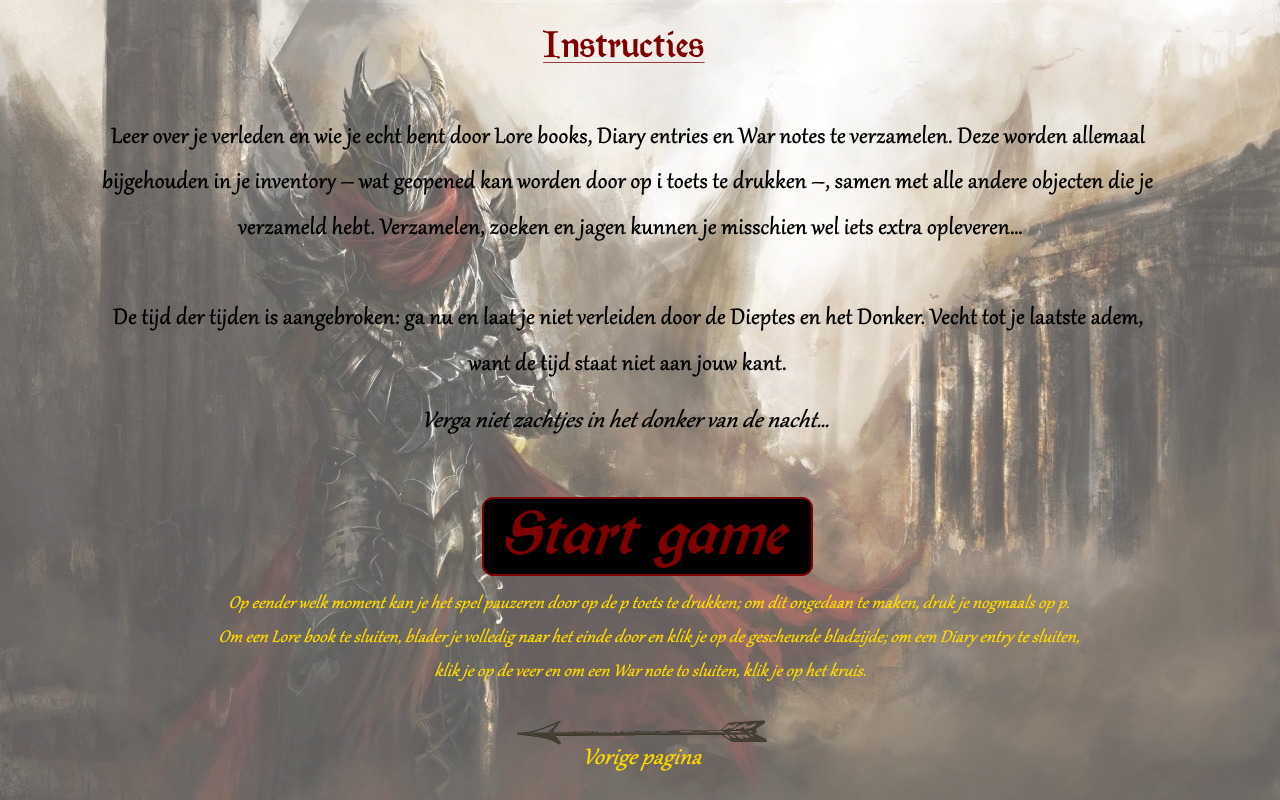 Instructies
Leer over je verleden en wie je echt bent door Lore books, Diary entries en War notes te verzamelen. Deze worden allemaal
bijgehouden in je inventory – wat geopened kan worden door op i toets te drukken –, samen met alle andere objecten die je
verzameld hebt. Verzamelen, zoeken en jagen kunnen je misschien wel iets extra opleveren...
De tijd der tijden is aangebroken: ga nu en laat je niet verleiden door de Dieptes en het Donker. Vecht tot je laatste adem,
want de tijd staat niet aan jouw kant.
Verga niet zachtjes in het donker van de nacht...
Start game
Op eender welk moment kan je het spel pauzeren door op de p toets te drukken; om dit ongedaan te maken, druk je nogmaals op p.
Om een Lore book te sluiten, blader je volledig naar het einde door en klik je op de gescheurde bladzijde; om een Diary entry te sluiten,
klik je op de veer en om een War note to sluiten, klik je op het kruis.
Vorige pagina